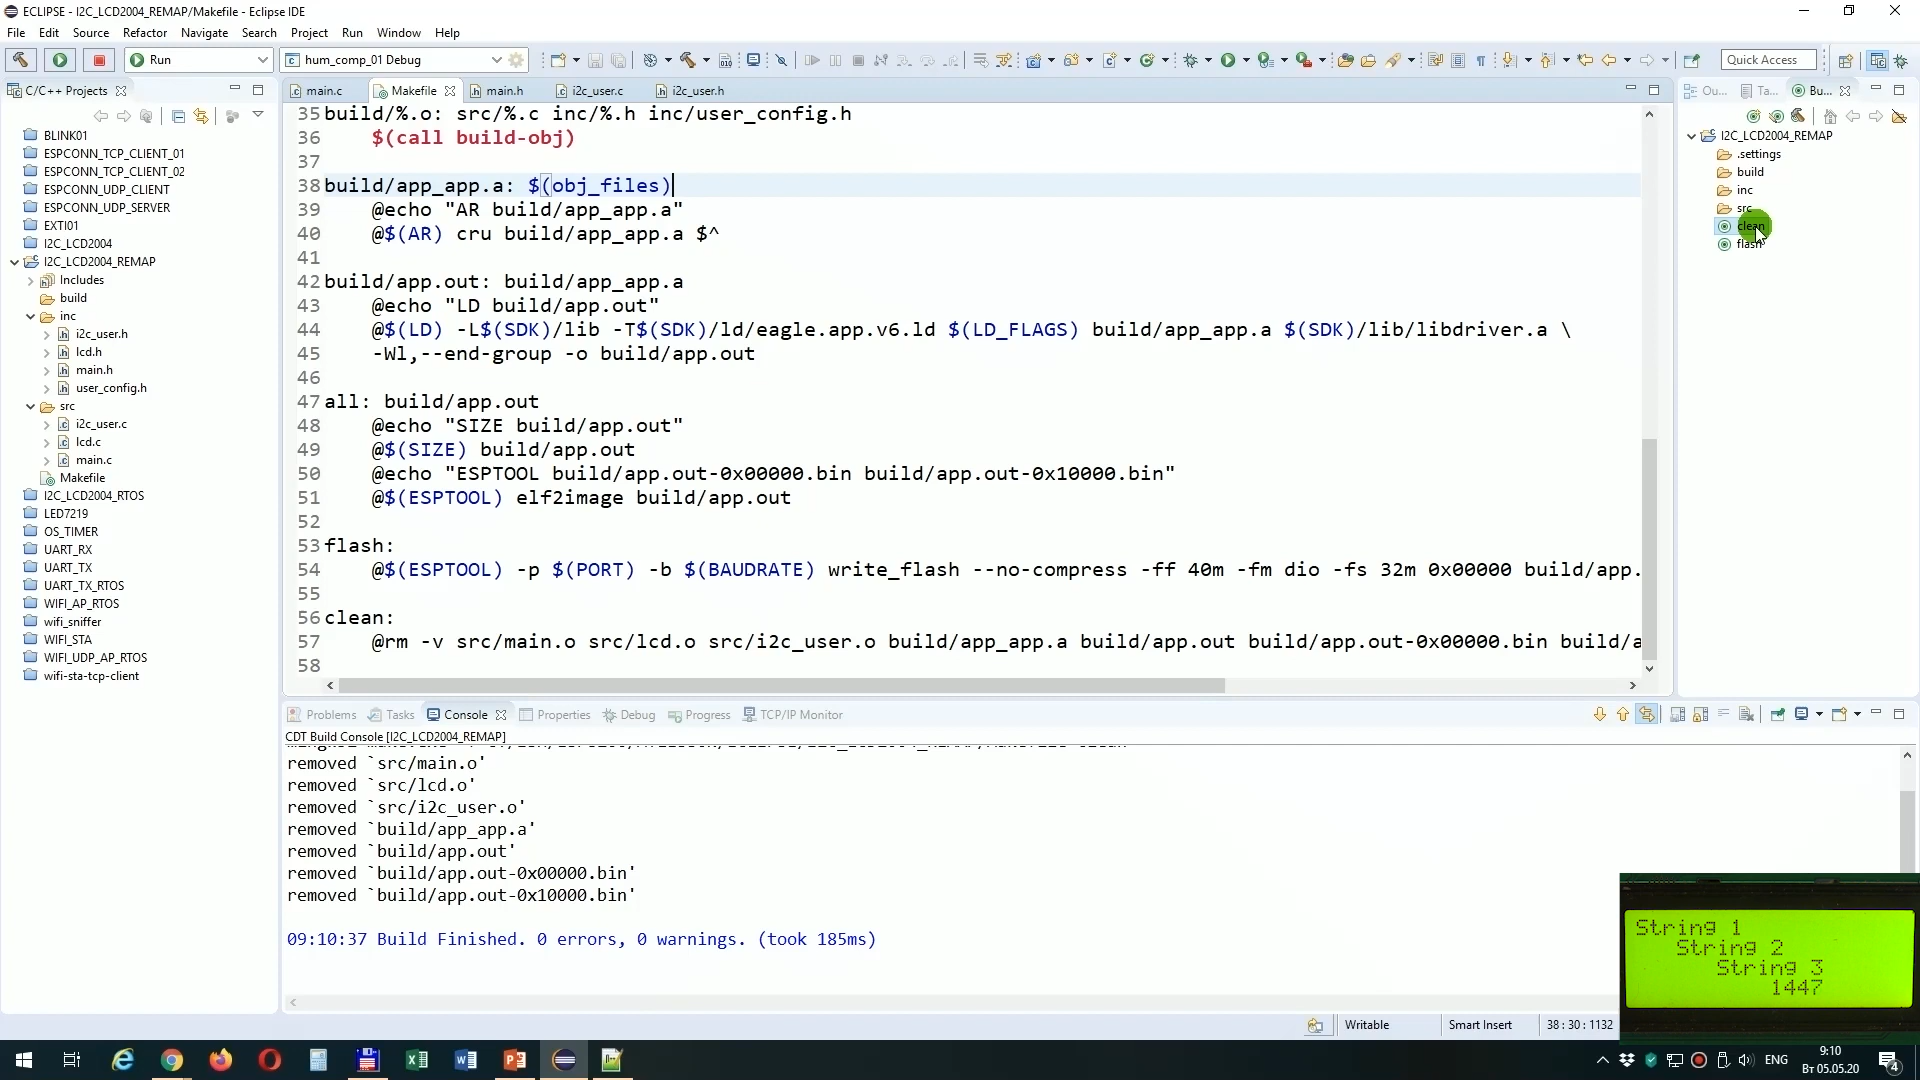 ECLIPSE - I2C_LCD2004_REMAP/Makefile - Eclipse IDE
File Edit Source Refactor Navigate Search Project Run Window Help
Run
hum_comp_01 Debug
Quick Access
C/C++ Projects
BLINK01
ESPCONN_TCP_CLIENT_01
ESPCONN_TCP_CLIENT_02
ESPCONN_UDP_CLIENT
ESPCONN_UDP_SERVER
EXTI01
I2C_LCD2004
I2C_LCD2004_REMAP
Includes
build
inc
i2c_user.h
lcd.h
main.h
user_config.h
src
i2c_user.c
lcd.c
main.c
Makefile
I2C_LCD2004_RTOS
LED7219
OS_TIMER
UART_RX
UART_TX
UART_TX_RTOS
WIFI_AP_RTOS
wifi_sniffer
WIFI_STA
WIFI_UDP_AP_RTOS
wifi-sta-tcp-client
main.c Makefile main.h i2c_user.c i2c_user.h
35 build/%.o: src/%.c inc/%.h inc/user_config.h
36 $(call build-obj)
37
38 build/app_app.a: $(obj_files)
39 @echo "AR build/app_app.a"
40 @$(AR) cru build/app_app.a $^
41
42 build/app.out: build/app_app.a
43 @echo "LD build/app.out"
44 @$(LD) -L$(SDK)/lib -T$(SDK)/ld/eagle.app.v6.ld $(LD_FLAGS) build/app_app.a $(SDK)/lib/libdriver.a \
45 -Wl,--end-group -o build/app.out
46
47 all: build/app.out
48 @echo "SIZE build/app.out"
49 @$(SIZE) build/app.out
50 @echo "ESPTOOL build/app.out-0x00000.bin build/app.out-0x10000.bin"
51 @$(ESPTOOL) elf2image build/app.out
52
53 flash:
54 @$(ESPTOOL) -p $(PORT) -b $(BAUDRATE) write_flash --no-compress -ff 40m -fm dio -fs 32m 0x00000 build/app.
55
56 clean:
57 @rm -v src/main.o src/lcd.o src/i2c_user.o build/app_app.a build/app.out build/app.out-0x00000.bin build/a
58
Ou... Ta... Bu...
I2C_LCD2004_REMAP
.settings
build
inc
src
clean
flash
Problems Tasks Console Properties Debug Progress TCP/IP Monitor
CDT Build Console [I2C_LCD2004_REMAP]
removed `src/main.o'
removed `src/lcd.o'
removed `src/i2c_user.o'
removed `build/app_app.a'
removed `build/app.out'
removed `build/app.out-0x00000.bin'
removed `build/app.out-0x10000.bin'
09:10:37 Build Finished. 0 errors, 0 warnings. (took 185ms)
String 1
String 2
String 3
1447
Writable Smart Insert 38 : 30 : 1132
ENG
9:10
Вт 05.05.20
4